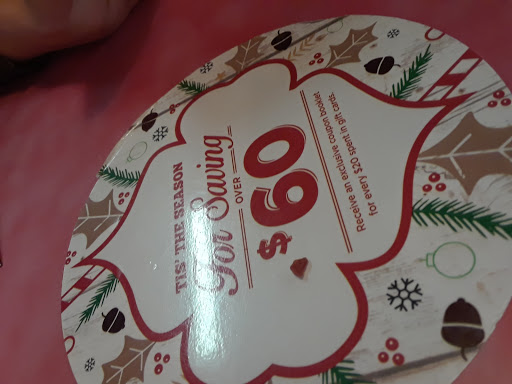 TIS' THE SEASON
For Saving
OVER
$60
Receive an exclusive coupon booklet
for every $20 spent in gift cards.